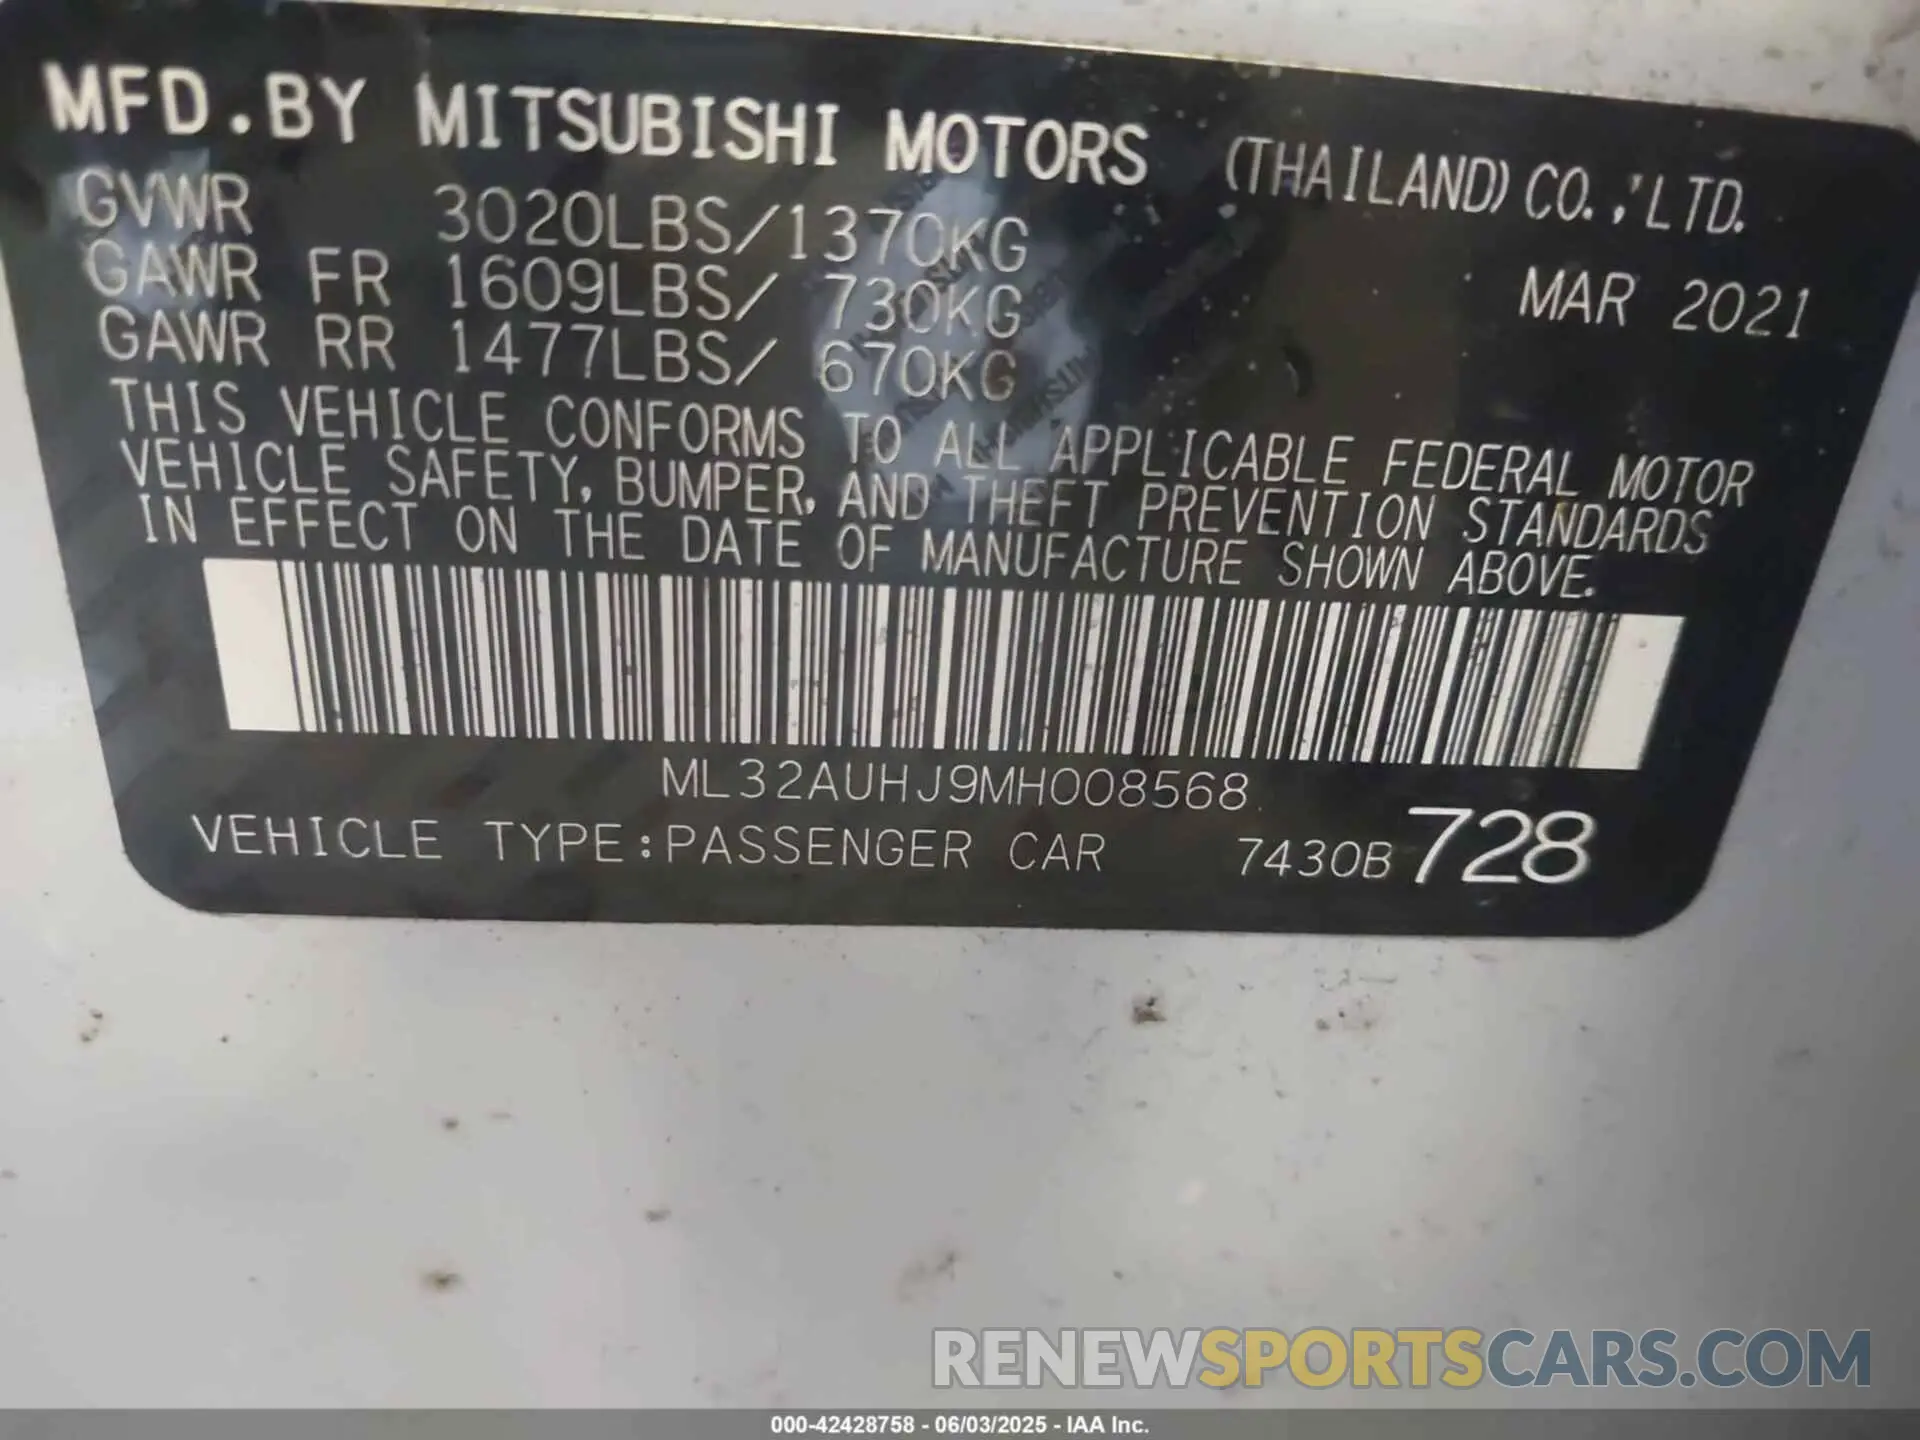 MFD.BY MITSUBISHI MOTORS (THAILAND) CO.,LTD.
GVWR 3020LBS/1370KG MAR 2021
GAWR FR 1609LBS/ 730KG
GAWR RR 1477LBS/ 670KG
THIS VEHICLE CONFORMS TO ALL APPLICABLE FEDERAL MOTOR
VEHICLE SAFETY, BUMPER, AND THEFT PREVENTION STANDARDS
IN EFFECT ON THE DATE OF MANUFACTURE SHOWN ABOVE.
ML32AUHJ9MH008568
VEHICLE TYPE:PASSENGER CAR 7430B 728
RENEWSPORTSCARS.COM
000-42428758 - 06/03/2025 - IAA Inc.